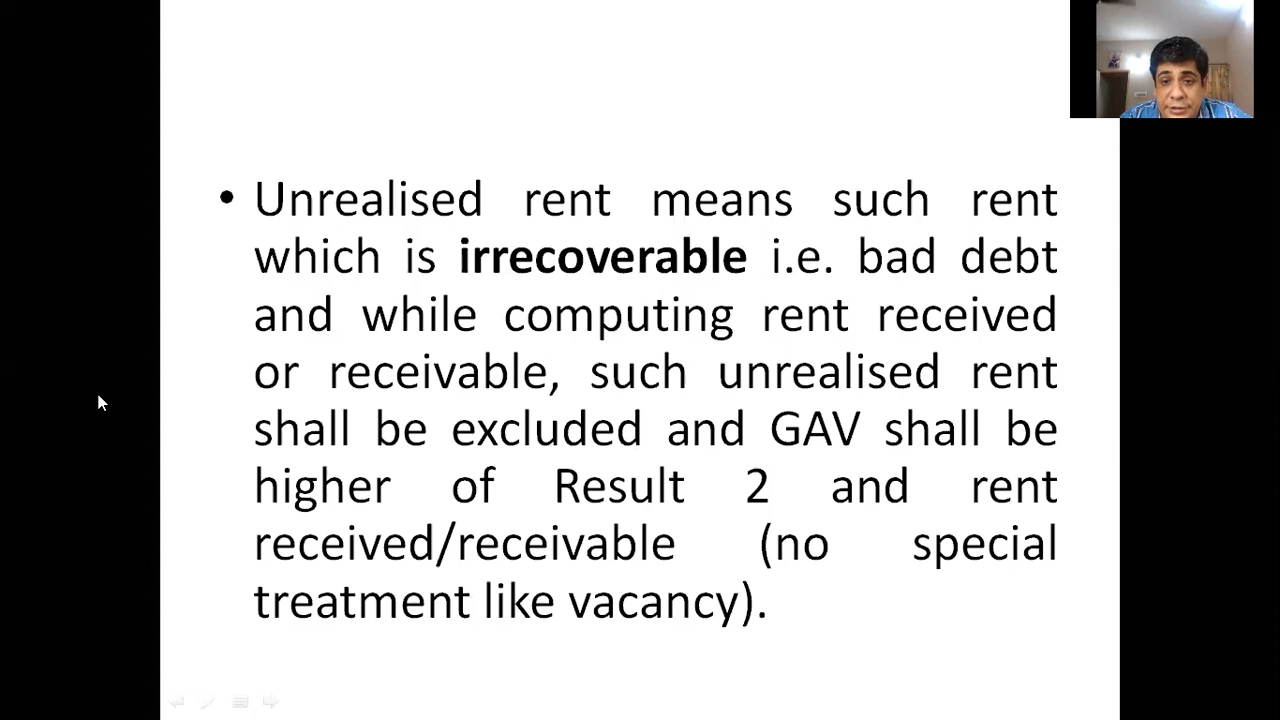 • Unrealised rent means such rent
which is irrecoverable i.e. bad debt
and while computing rent received
or receivable, such unrealised rent
shall be excluded and GAV shall be
higher of Result 2 and rent
received/receivable (no special
treatment like vacancy).